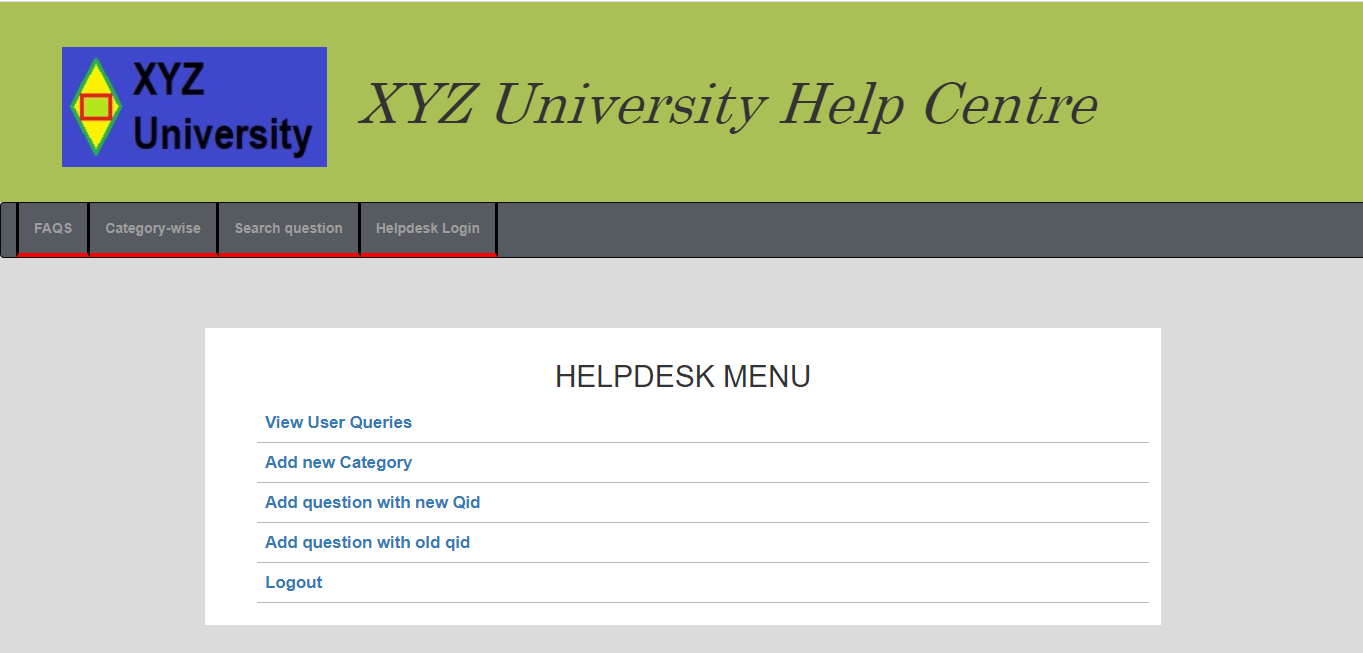 XYZ
University
XYZ University Help Centre
FAQS Category-wise Search question Helpdesk Login
HELPDESK MENU
View User Queries
Add new Category
Add question with new Qid
Add question with old qid
Logout